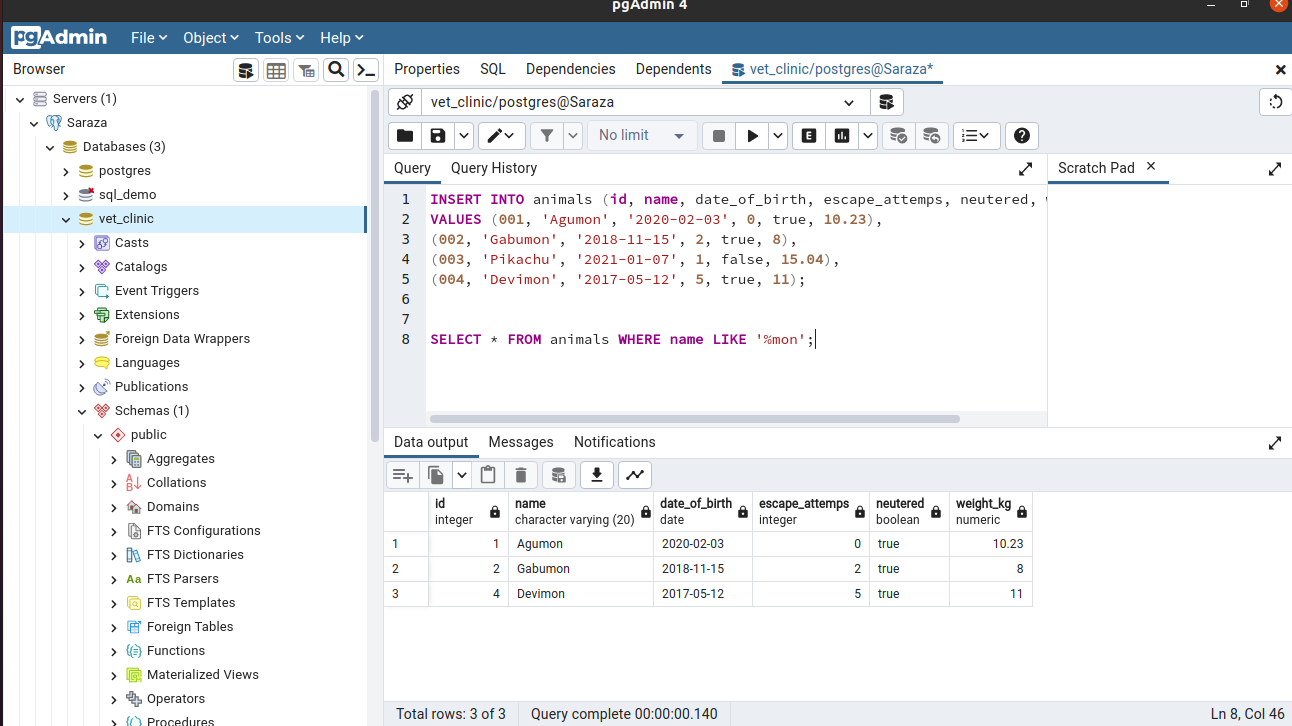 pgAdmin 4
pgAdmin File Object Tools Help
Browser
Properties SQL Dependencies Dependents vet_clinic/postgres@Saraza*
Servers (1)
Saraza
Databases (3)
postgres
sql_demo
vet_clinic
Casts
Catalogs
Event Triggers
Extensions
Foreign Data Wrappers
Languages
Publications
Schemas (1)
public
Aggregates
Collations
Domains
FTS Configurations
FTS Dictionaries
Aa FTS Parsers
FTS Templates
Foreign Tables
Functions
Materialized Views
Operators
Procedures
vet_clinic/postgres@Saraza
No limit E
Query Query History
Scratch Pad
1 INSERT INTO animals (id, name, date_of_birth, escape_attemps, neutered,
2 VALUES (001, 'Agumon', '2020-02-03', 0, true, 10.23),
3 (002, 'Gabumon', '2018-11-15', 2, true, 8),
4 (003, 'Pikachu', '2021-01-07', 1, false, 15.04),
5 (004, 'Devimon', '2017-05-12', 5, true, 11);
6
7
8 SELECT * FROM animals WHERE name LIKE '%mon';
Data output Messages Notifications
id name date_of_birth escape_attemps neutered weight_kg
integer character varying (20) date integer boolean numeric
1 1 Agumon 2020-02-03 0 true 10.23
2 2 Gabumon 2018-11-15 2 true 8
3 4 Devimon 2017-05-12 5 true 11
Total rows: 3 of 3 Query complete 00:00:00.140 Ln 8, Col 46